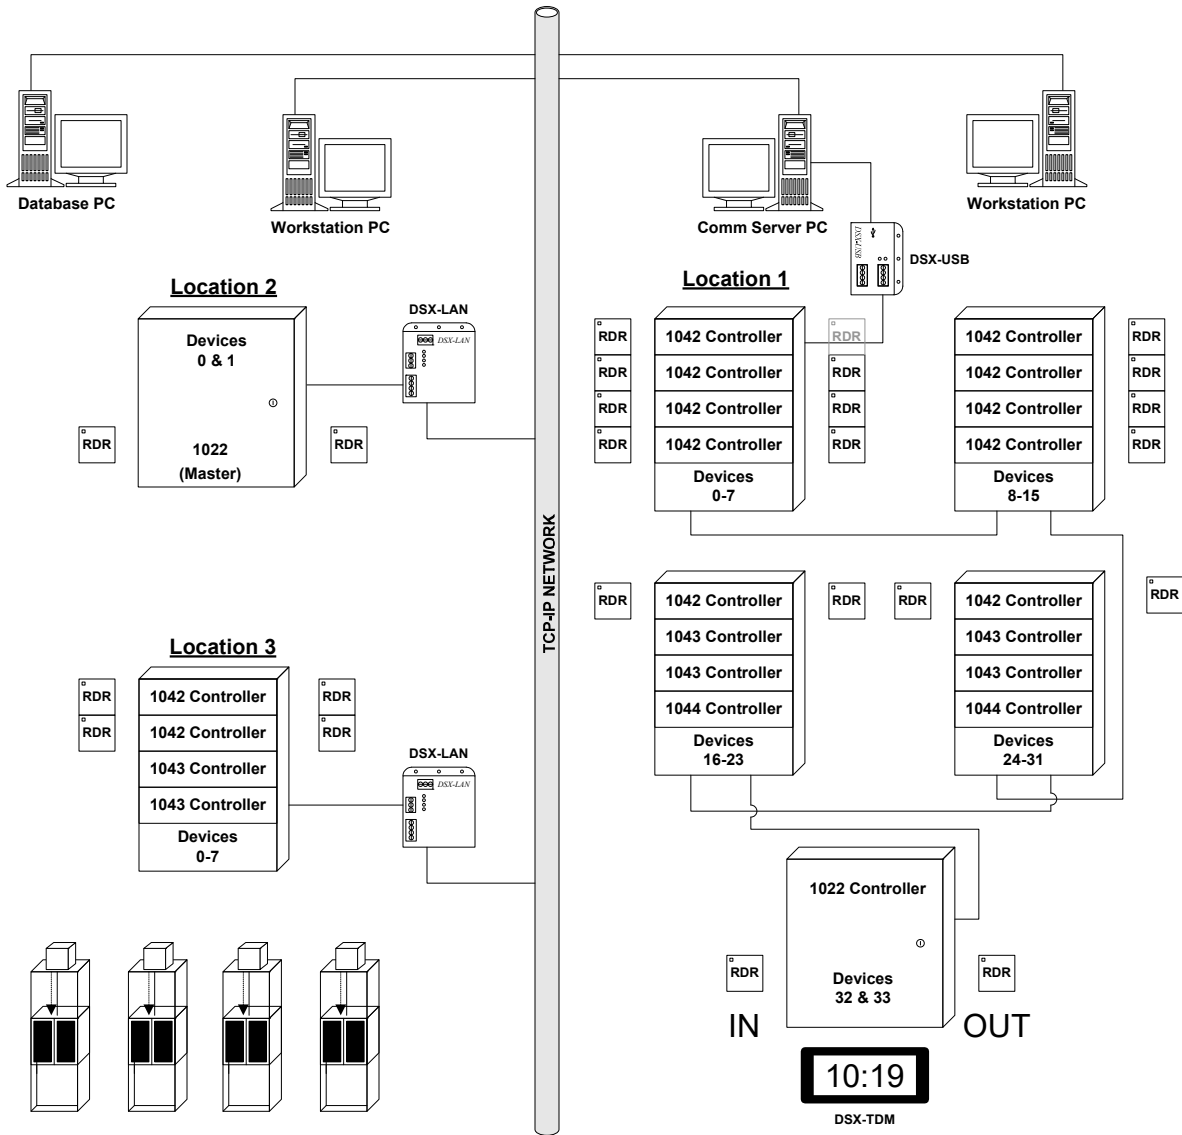 Database PC
Workstation PC
Comm Server PC
Workstation PC
DSX-USB
DSX-USB
Location 2
DSX-LAN
DSX-LAN
Devices
0 & 1
1022
(Master)
RDR
RDR
Location 1
RDR
1042 Controller
RDR
RDR
1042 Controller
RDR
RDR
1042 Controller
RDR
RDR
1042 Controller
RDR
Devices
0-7
1042 Controller
RDR
1042 Controller
RDR
1042 Controller
RDR
1042 Controller
RDR
Devices
8-15
TCP-IP NETWORK
RDR
1042 Controller
RDR
1043 Controller
1043 Controller
1044 Controller
Devices
16-23
RDR
1042 Controller
RDR
1043 Controller
1043 Controller
1044 Controller
Devices
24-31
Location 3
RDR
1042 Controller
RDR
RDR
1042 Controller
RDR
1043 Controller
1043 Controller
Devices
0-7
DSX-LAN
DSX-LAN
1022 Controller
Devices
32 & 33
RDR
RDR
IN
OUT
10:19
DSX-TDM